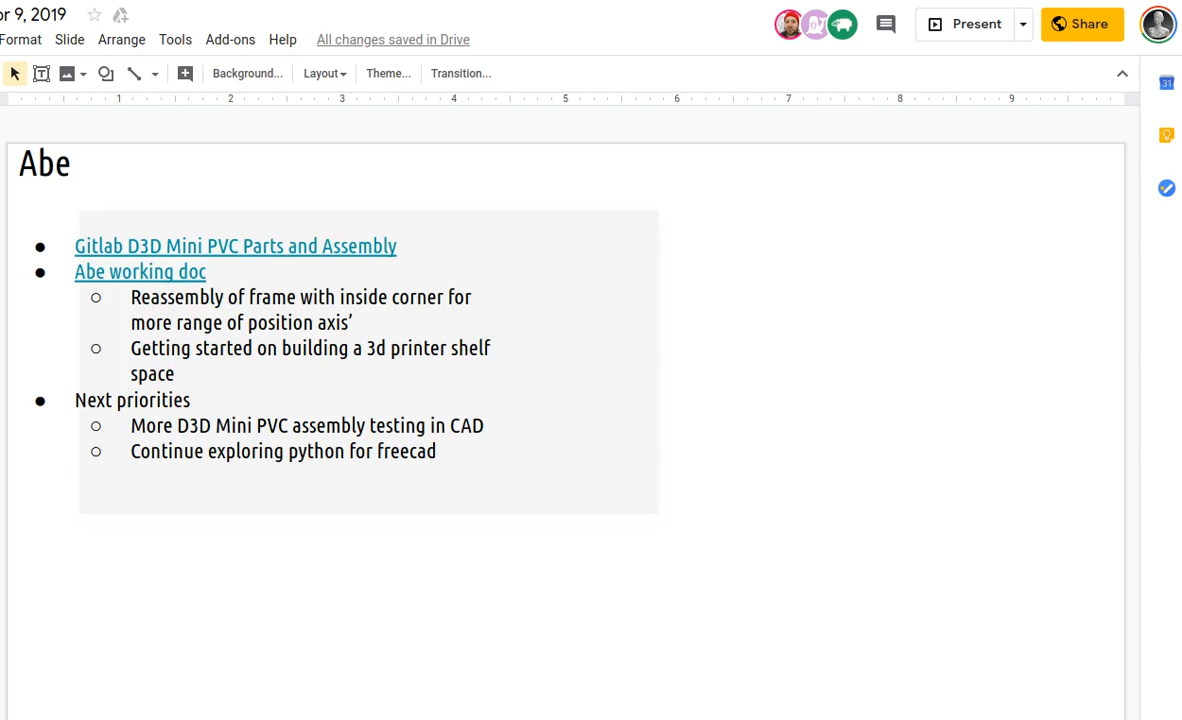 or 9, 2019
Format Slide Arrange Tools Add-ons Help All changes saved in Drive
Present
Share
Background... Layout Theme... Transition...
1 2 3 4 5 6 7 8 9
31
Abe
● Gitlab D3D Mini PVC Parts and Assembly
● Abe working doc
○ Reassembly of frame with inside corner for
more range of position axis’
○ Getting started on building a 3d printer shelf
space
● Next priorities
○ More D3D Mini PVC assembly testing in CAD
○ Continue exploring python for freecad